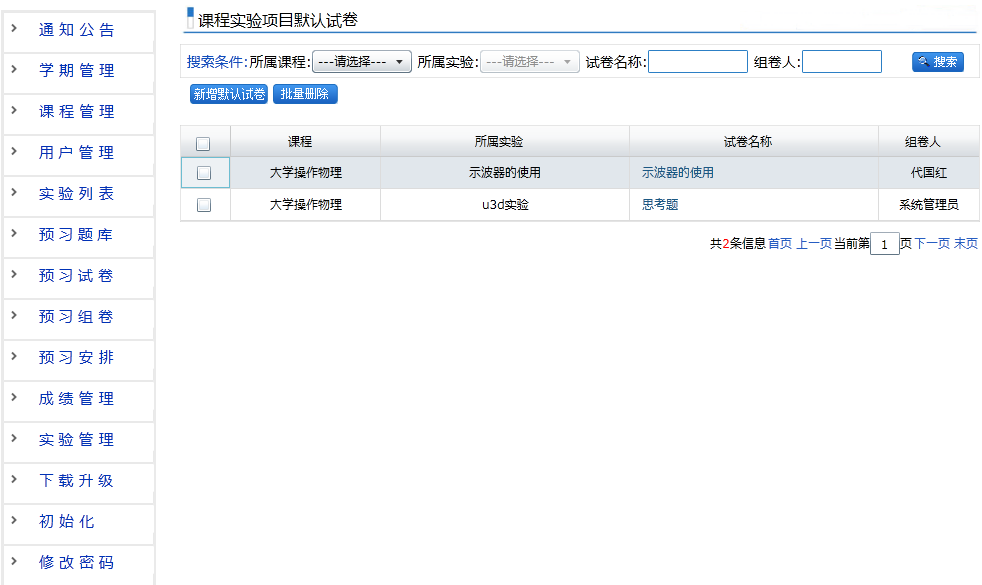 通知公告
学期管理
课程管理
用户管理
实验列表
预习题库
预习试卷
预习组卷
预习安排
成绩管理
实验管理
下载升级
初始化
修改密码
课程实验项目默认试卷
搜索条件:所属课程: ---请选择--- 所属实验: ---请选择--- 试卷名称: 组卷人: 搜索
新增默认试卷 批量删除
课程 所属实验 试卷名称 组卷人
大学操作物理 示波器的使用 示波器的使用 代国红
大学操作物理 u3d实验 思考题 系统管理员
共2条信息首页 上一页当前第 1 页下一页 末页